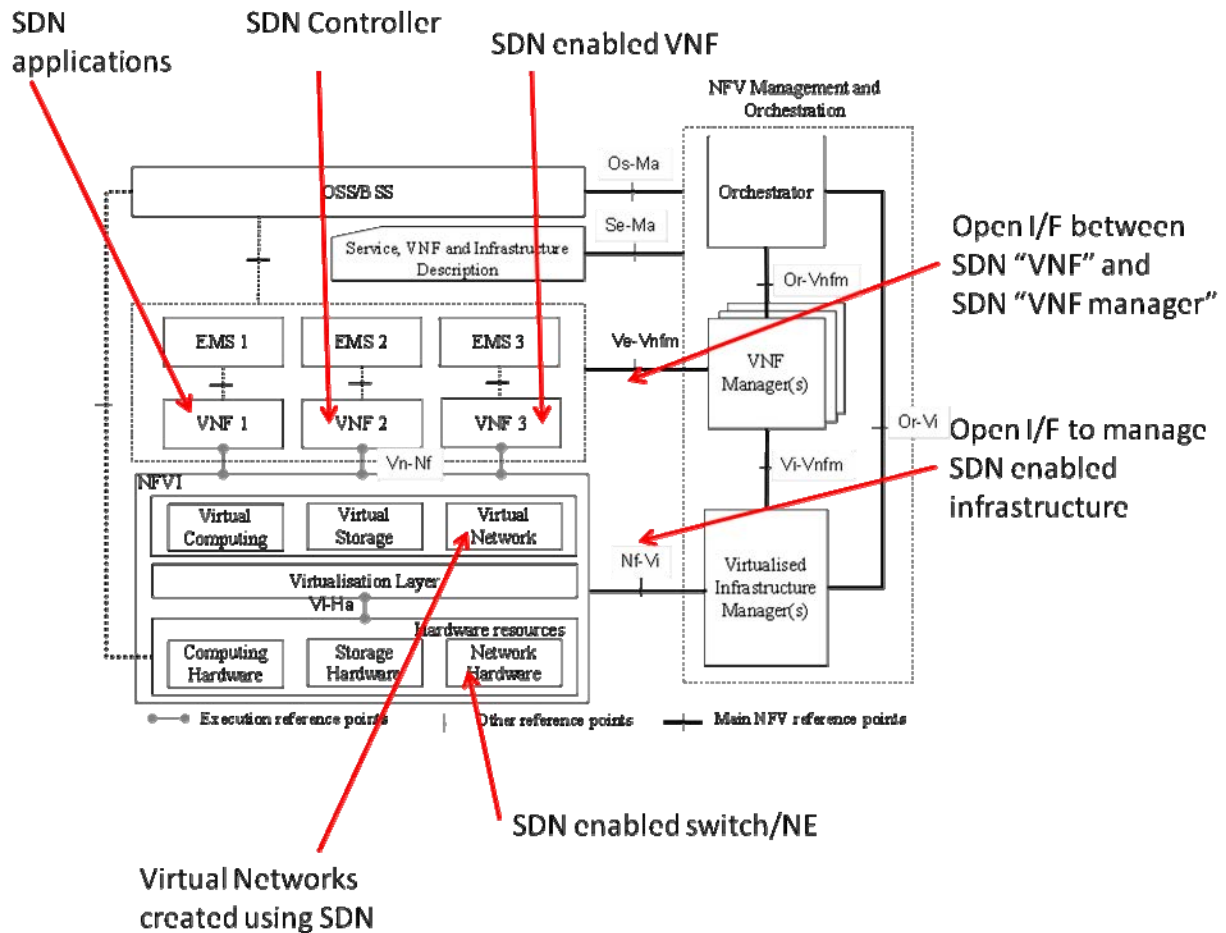 SDN
applications
SDN Controller
SDN enabled VNF
NFV Management and
Orchestration
Os-Ma
OSS/BSS
Orchestrator
Se-Ma
Service, VNF and Infrastructure
Description
Open I/F between
SDN “VNF” and
SDN “VNF manager”
Or-Vnfm
EMS 1
EMS 2
EMS 3
Ve-Vnfm
VNF
Manager(s)
VNF 1
VNF 2
VNF 3
Or-Vi
Open I/F to manage
SDN enabled
infrastructure
Vn-Nf
Vi-Vnfm
NFVI
Virtual
Computing
Virtual
Storage
Virtual
Network
Nf-Vi
Virtualised
Infrastructure
Manager(s)
Virtualisation Layer
Vl-Ha
Hardware resources
Computing
Hardware
Storage
Hardware
Network
Hardware
Execution reference points
Other reference points
Main NFV reference points
SDN enabled switch/NE
Virtual Networks
created using SDN